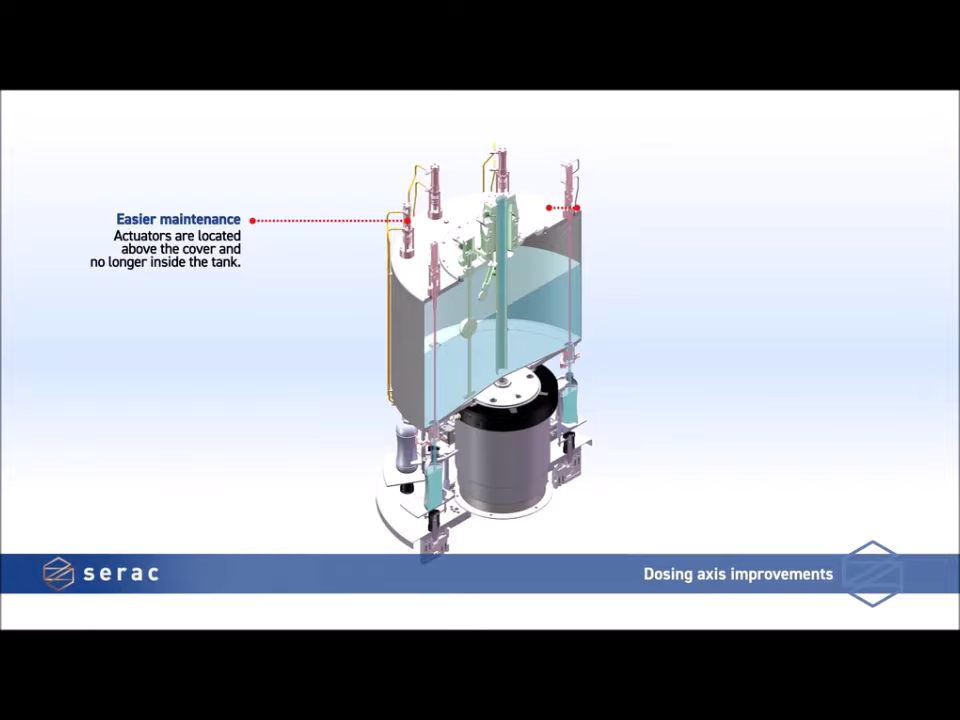 Easier maintenance
Actuators are located
above the cover and
no longer inside the tank.
serac
Dosing axis improvements